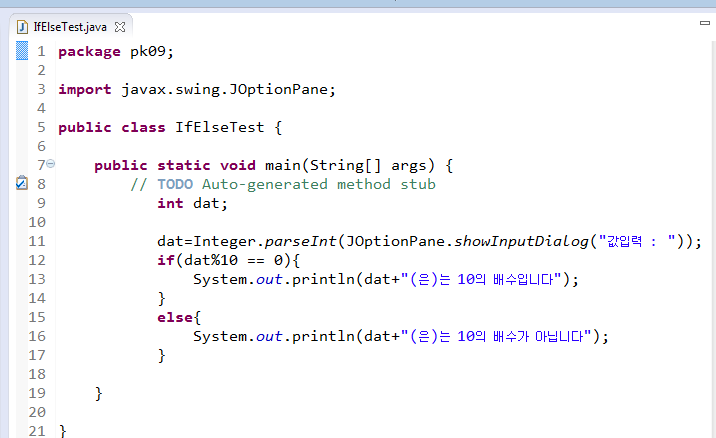 IfElseTest.java
1 package pk09;
2
3 import javax.swing.JOptionPane;
4
5 public class IfElseTest {
6
7 public static void main(String[] args) {
8 // TODO Auto-generated method stub
9 int dat;
10
11 dat=Integer.parseInt(JOptionPane.showInputDialog("값입력 : "));
12 if(dat%10 == 0){
13 System.out.println(dat+"(은)는 10의 배수입니다");
14 }
15 else{
16 System.out.println(dat+"(은)는 10의 배수가 아닙니다");
17 }
18
19 }
20
21 }